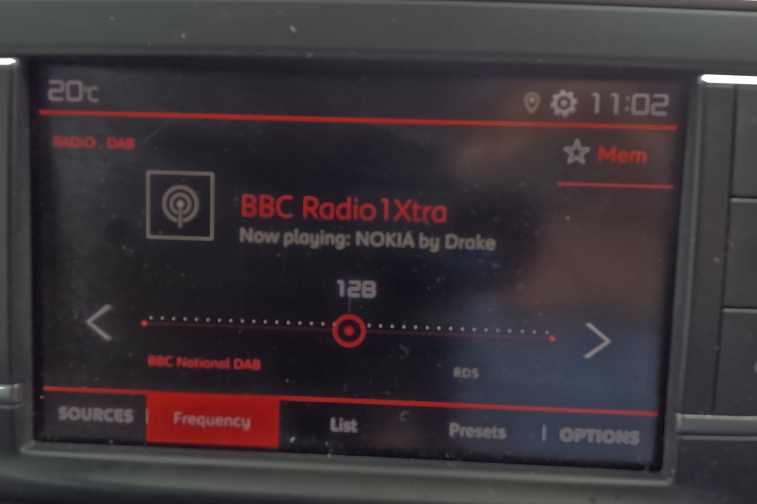 20°C 11:02
RADIO . DAB
Mem
BBC Radio 1Xtra
Now playing: NOKIA by Drake
12B
BBC National DAB
RDS
SOURCES Frequency List Presets OPTIONS